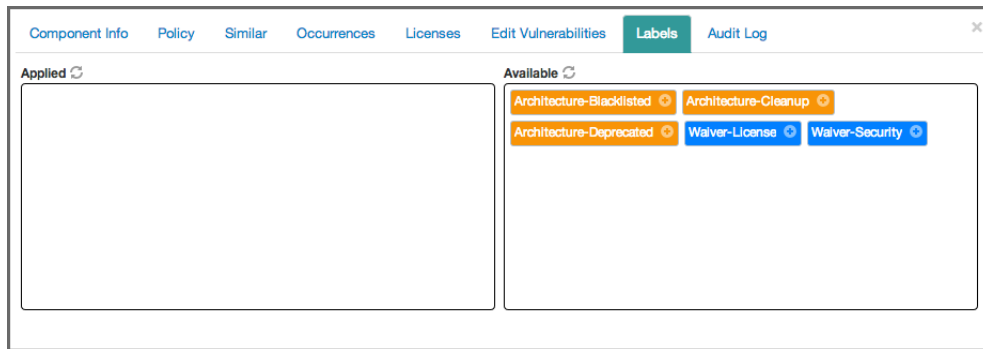 Component Info Policy Similar Occurrences Licenses Edit Vulnerabilities Labels Audit Log
Applied
Available
Architecture-Blacklisted Architecture-Cleanup
Architecture-Deprecated Waiver-License Waiver-Security